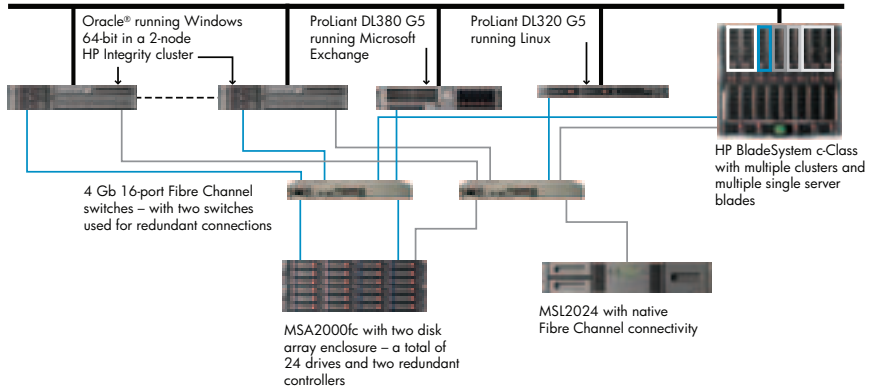 Oracle® running Windows
64-bit in a 2-node
HP Integrity cluster
ProLiant DL380 G5
running Microsoft
Exchange
ProLiant DL320 G5
running Linux
HP BladeSystem c-Class
with multiple clusters and
multiple single server
blades
4 Gb 16-port Fibre Channel
switches – with two switches
used for redundant connections
MSA2000fc with two disk
array enclosure – a total of
24 drives and two redundant
controllers
MSL2024 with native
Fibre Channel connectivity